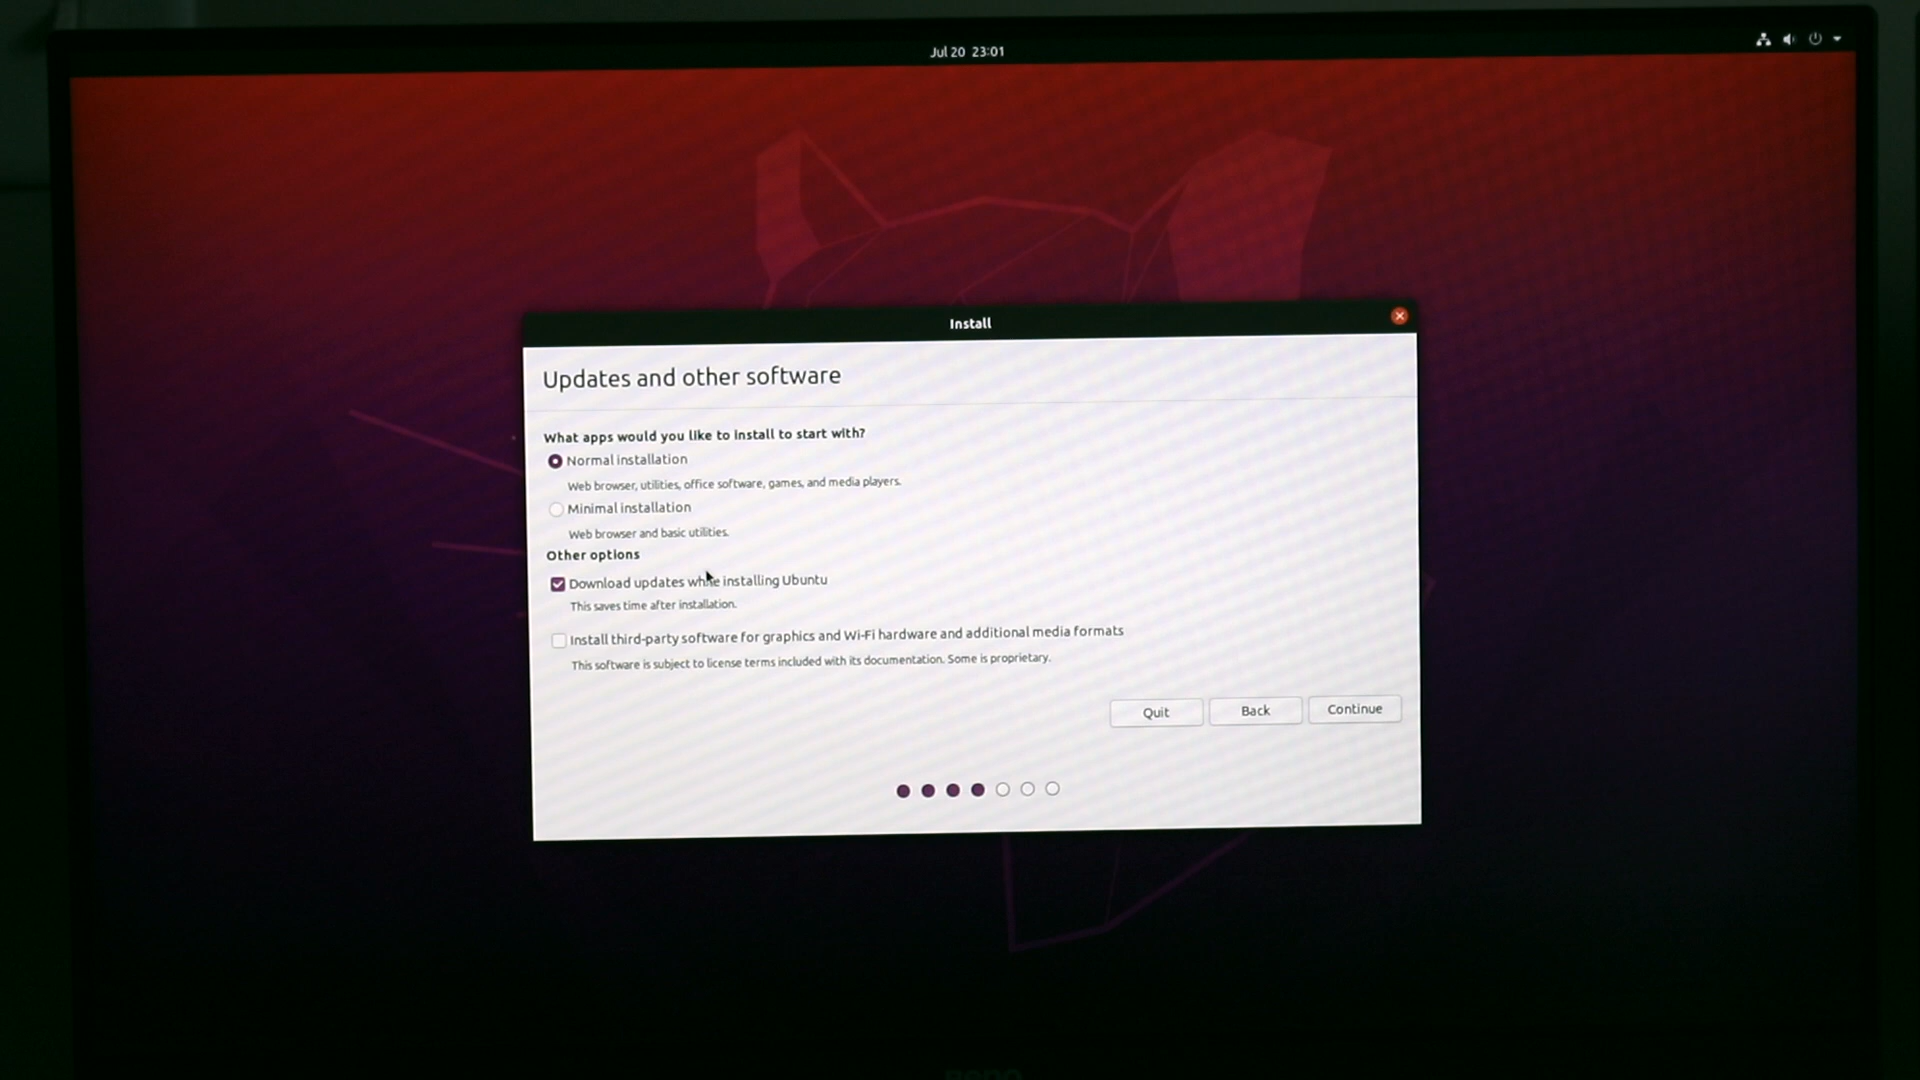 Jul 20 23:01
Install
Updates and other software
What apps would you like to install to start with?
Normal installation
Web browser, utilities, office software, games, and media players.
Minimal installation
Web browser and basic utilities.
Other options
Download updates while installing Ubuntu
This saves time after installation.
Install third-party software for graphics and Wi-Fi hardware and additional media formats
This software is subject to license terms included with its documentation. Some is proprietary.
Quit Back Continue